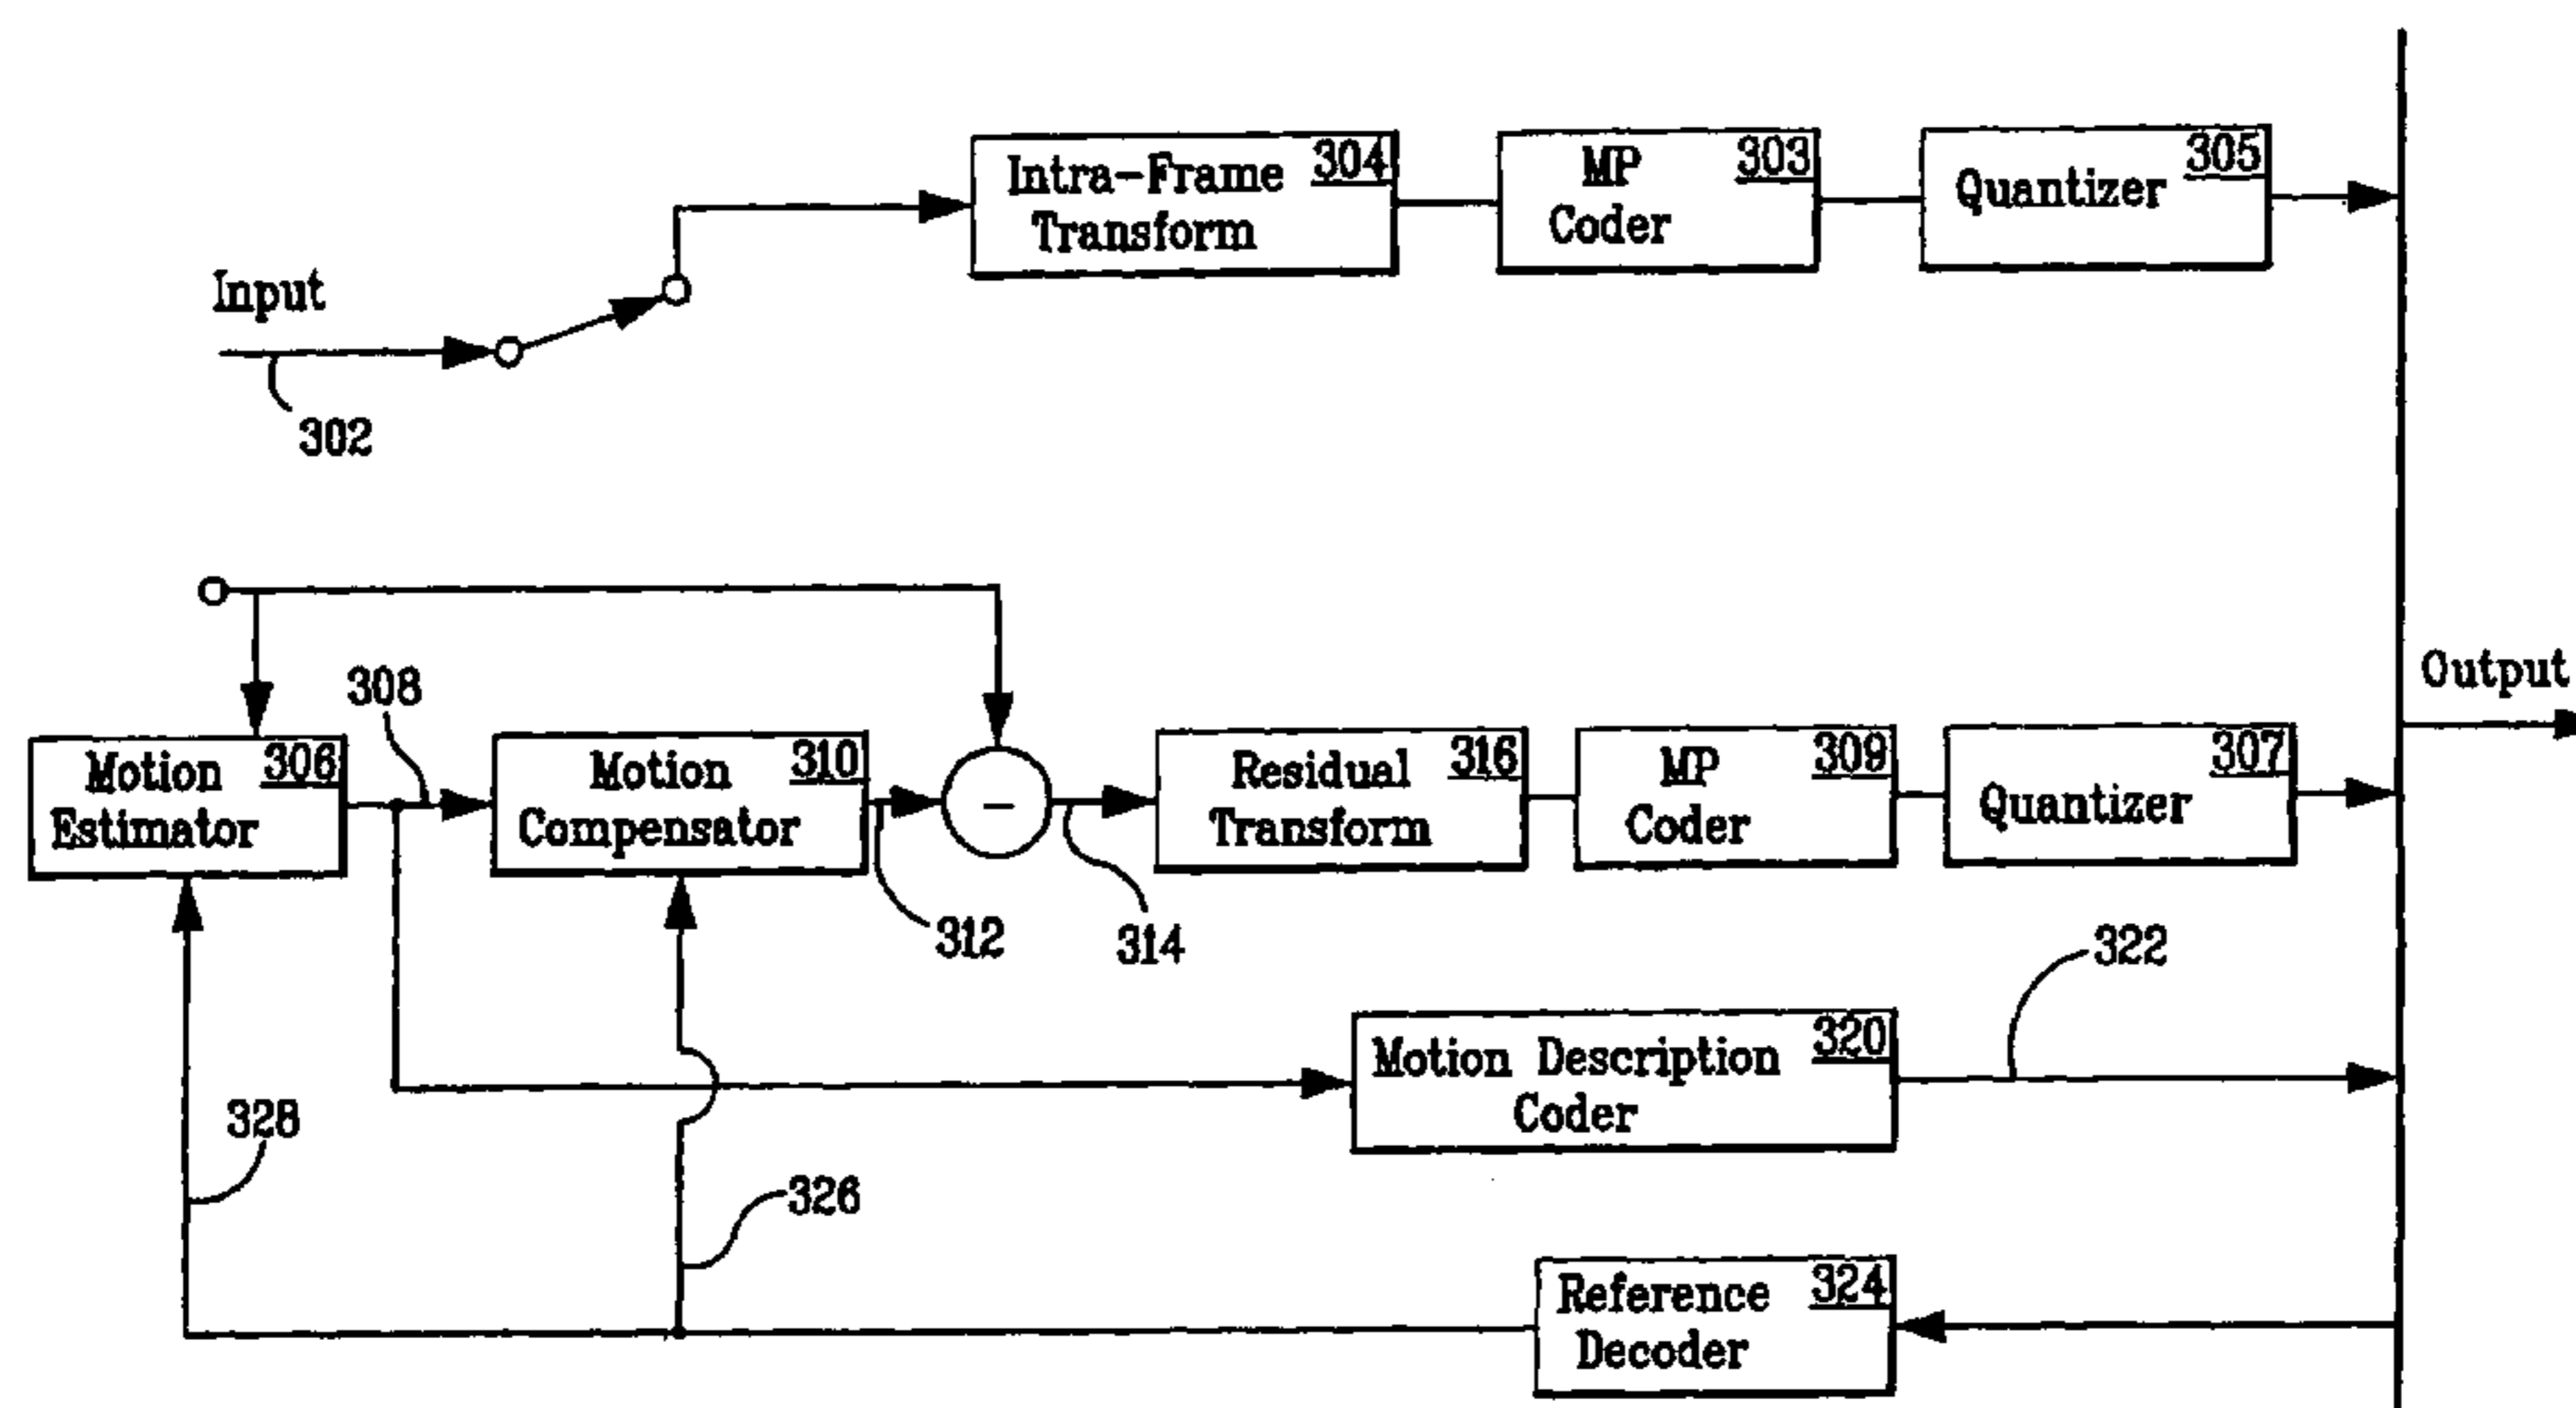 Intra-Frame 304
Transform
MP 303
Coder
Quantizer 305
Input
302
Output
308
Motion 306
Estimator
Motion 310
Compensator
-
Residual 316
Transform
MP 309
Coder
Quantizer 307
312
314
322
Motion Description 320
Coder
328
326
Reference 324
Decoder